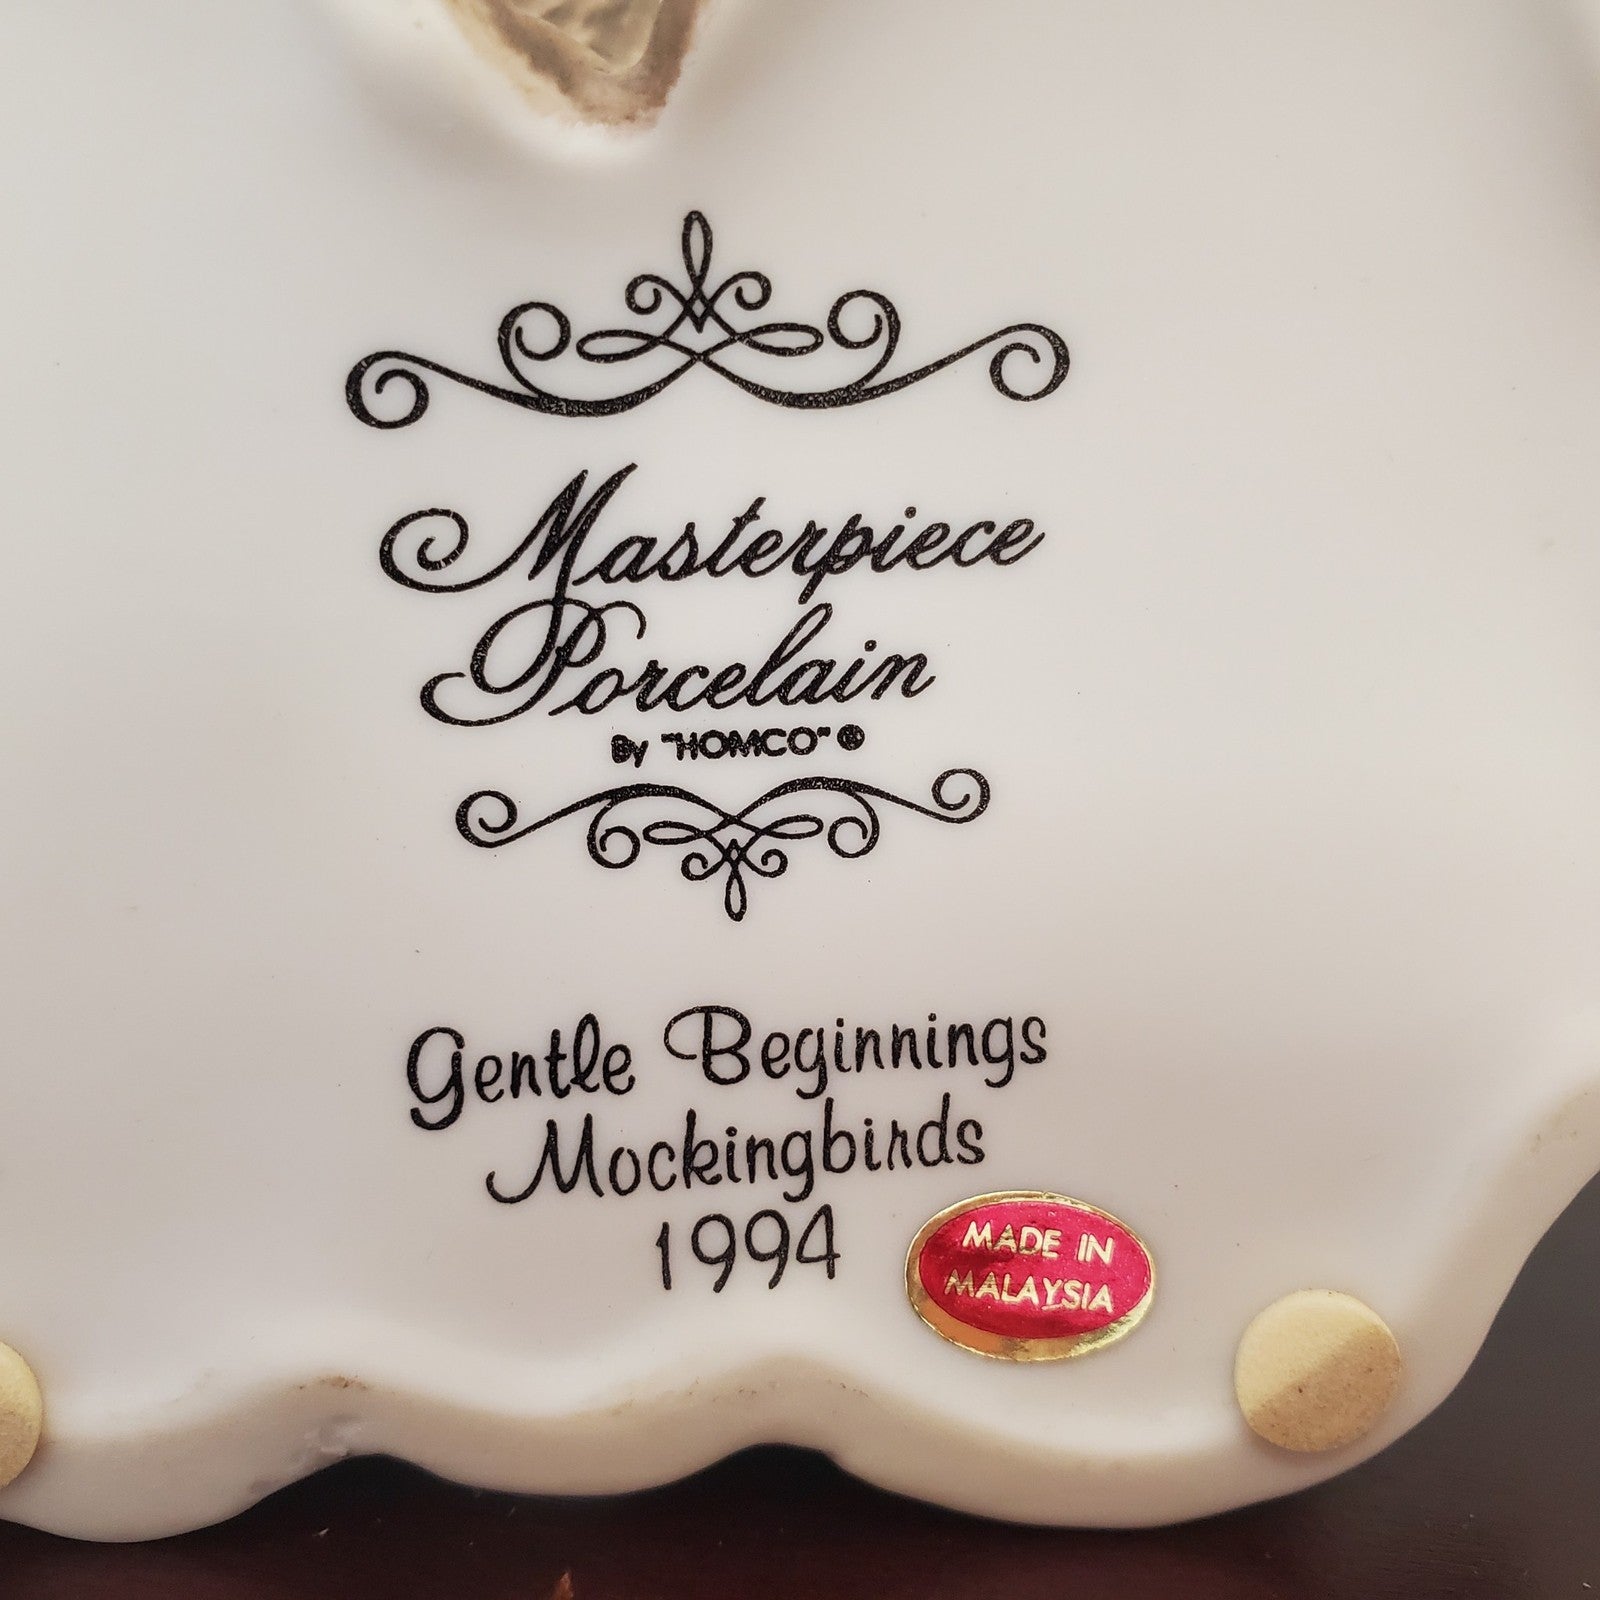 Masterpiece
Porcelain
By "HOMCO"®
Gentle Beginnings
Mockingbirds
1994
MADE IN
MALAYSIA